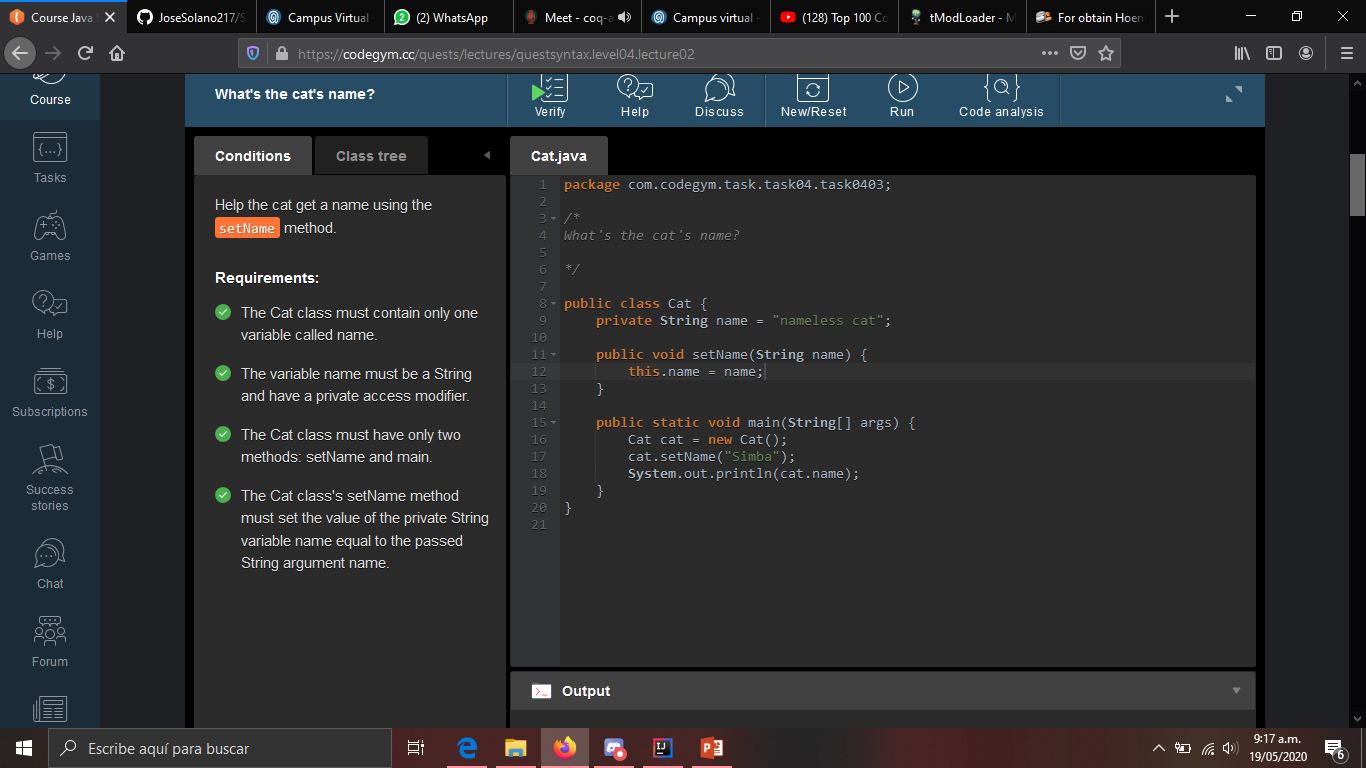 Course Java S
JoseSolano217/S
Campus Virtual
(2) WhatsApp
Meet - coq-a
Campus virtual
(128) Top 100 Co
tModLoader - M
For obtain Hoen
https://codegym.cc/quests/lectures/questsyntax.level04.lecture02
Course
Tasks
Games
Help
Subscriptions
Success
stories
Chat
Forum
What's the cat's name?
Verify
Help
Discuss
New/Reset
Run
Code analysis
Conditions
Class tree
Help the cat get a name using the
setName method.
Requirements:
The Cat class must contain only one
variable called name.
The variable name must be a String
and have a private access modifier.
The Cat class must have only two
methods: setName and main.
The Cat class's setName method
must set the value of the private String
variable name equal to the passed
String argument name.
Cat.java
1 package com.codegym.task.task04.task0403;
2
3 /*
4 What's the cat's name?
5
6 */
7
8 public class Cat {
9     private String name = "nameless cat";
10
11     public void setName(String name) {
12         this.name = name;
13     }
14
15     public static void main(String[] args) {
16         Cat cat = new Cat();
17         cat.setName("Simba");
18         System.out.println(cat.name);
19     }
20 }
21
Output
Escribe aquí para buscar
9:17 a.m.
19/05/2020
6